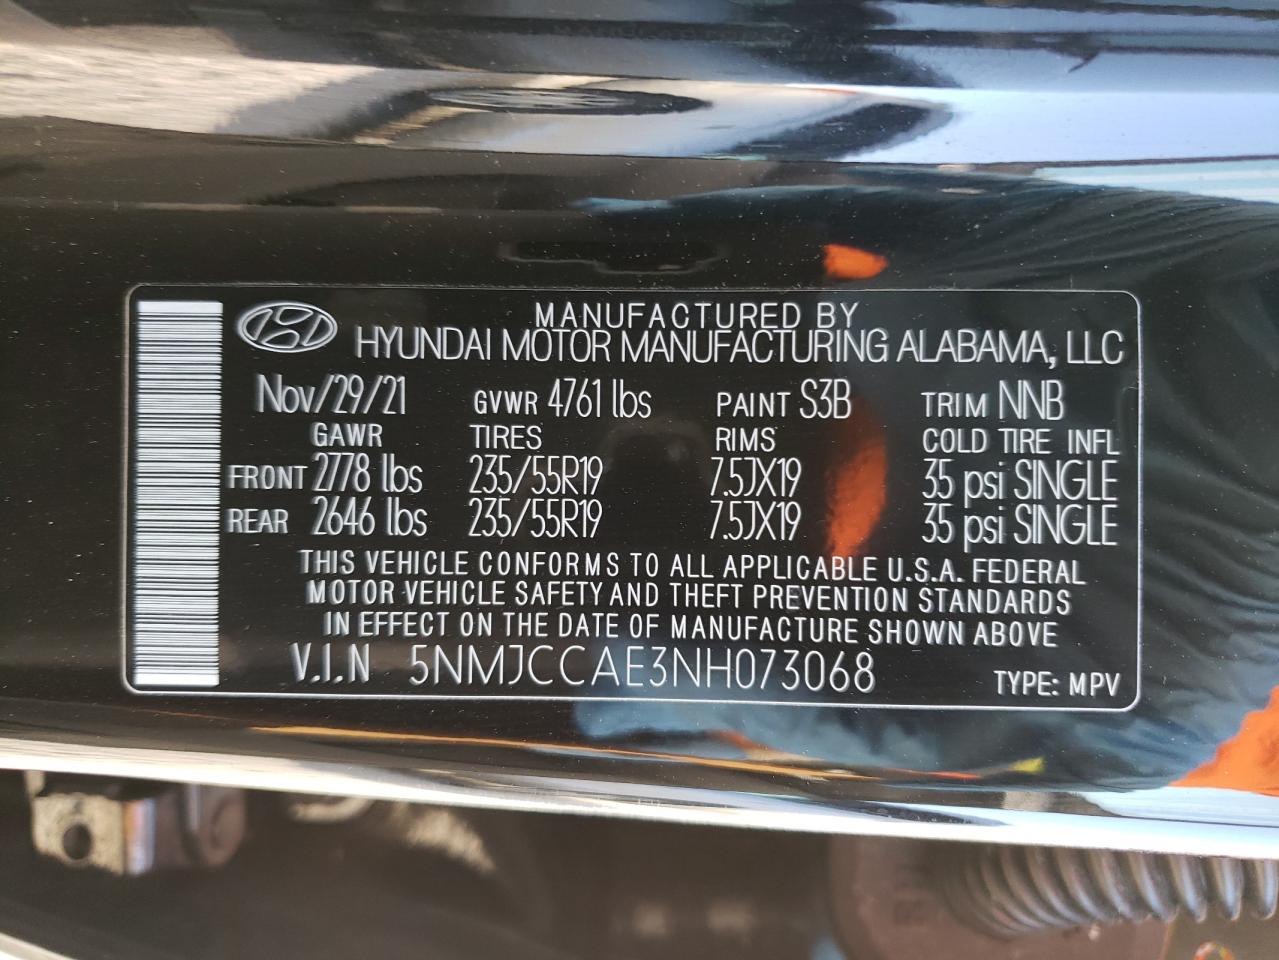 MANUFACTURED BY
HYUNDAI MOTOR MANUFACTURING ALABAMA, LLC
Nov/29/21 GVWR 4761 lbs PAINT S3B TRIM NNB
GAWR TIRES RIMS COLD TIRE INFL
FRONT 2778 lbs 235/55R19 7.5JX19 35 psi SINGLE
REAR 2646 lbs 235/55R19 7.5JX19 35 psi SINGLE
THIS VEHICLE CONFORMS TO ALL APPLICABLE U.S.A. FEDERAL
MOTOR VEHICLE SAFETY AND THEFT PREVENTION STANDARDS
IN EFFECT ON THE DATE OF MANUFACTURE SHOWN ABOVE
V.I.N 5NMJCCAE3NH073068 TYPE: MPV